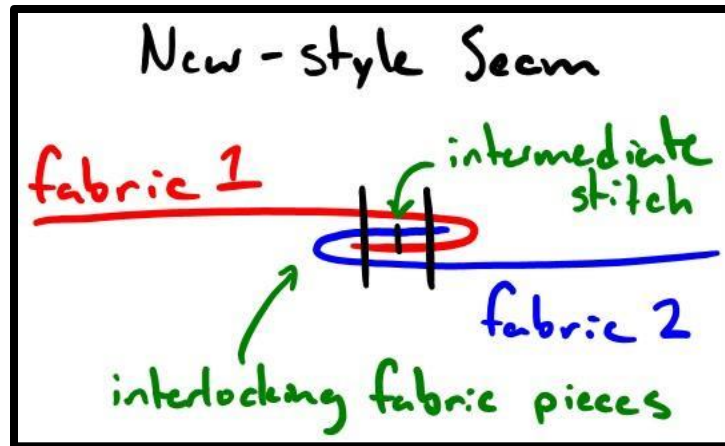 New-style Seam
fabric 1
intermediate
stitch
fabric 2
interlocking fabric pieces